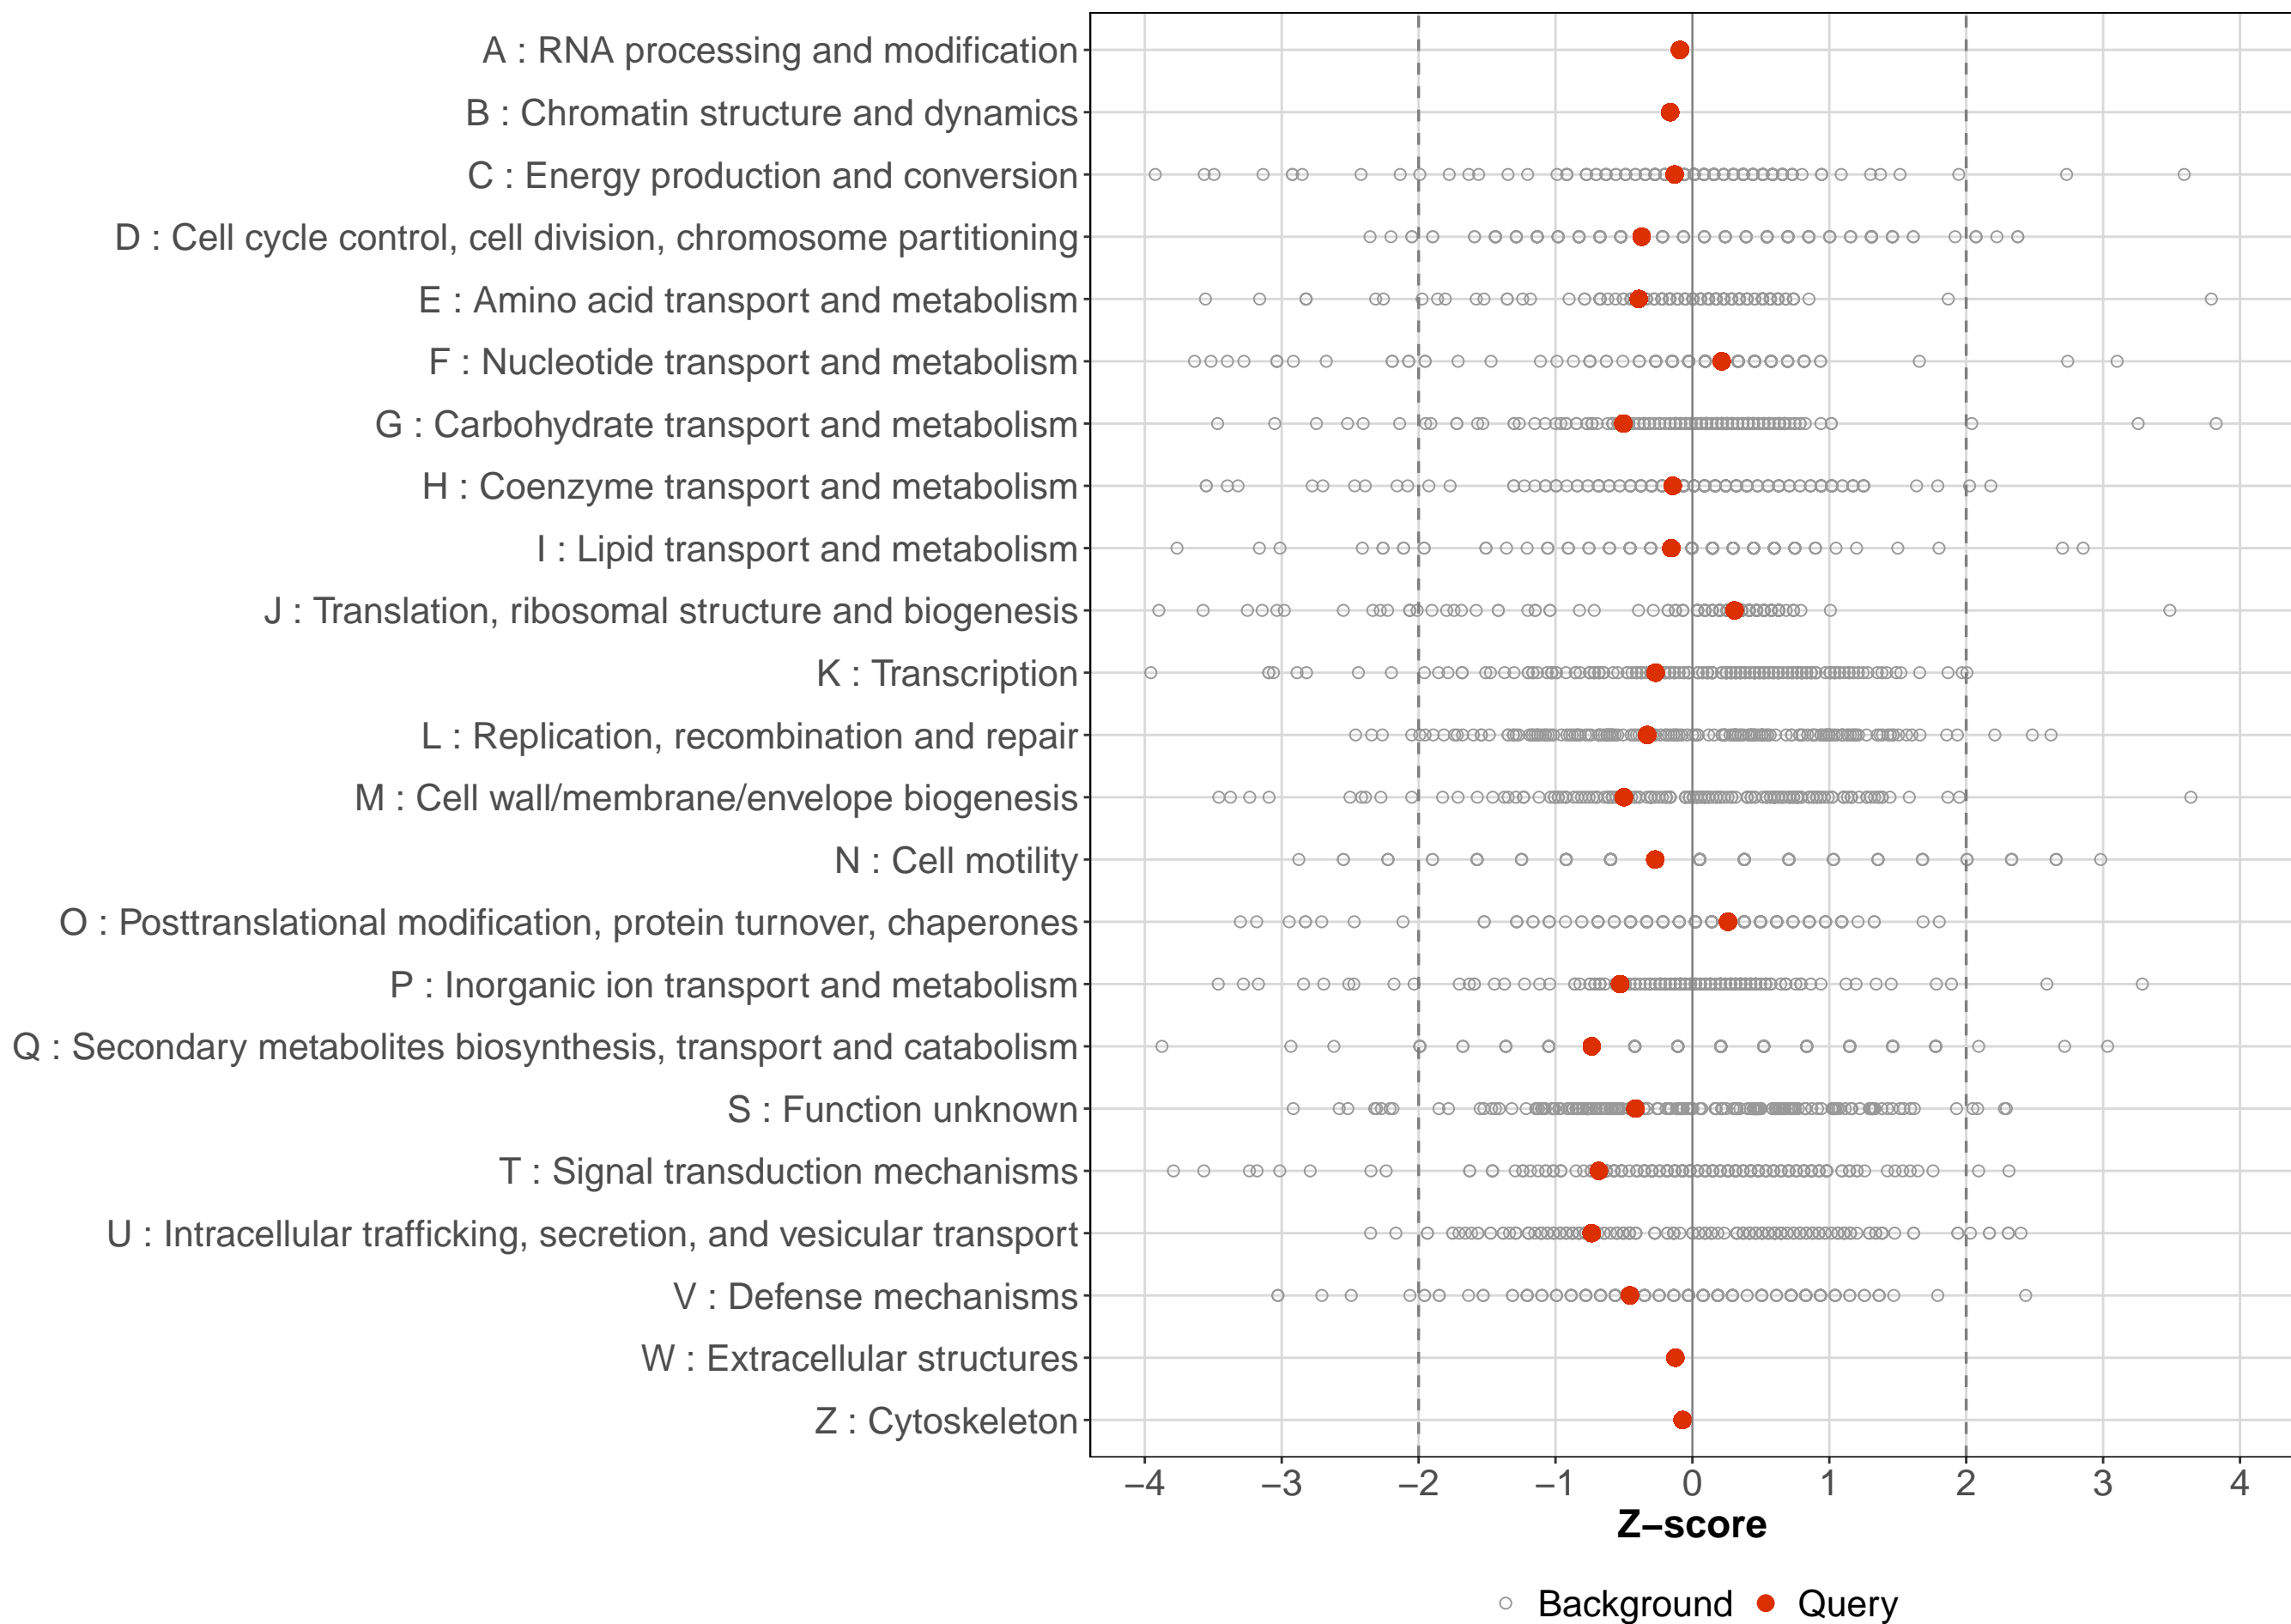 A : RNA processing and modification
B : Chromatin structure and dynamics
C : Energy production and conversion
D : Cell cycle control, cell division, chromosome partitioning
E : Amino acid transport and metabolism
F : Nucleotide transport and metabolism
G : Carbohydrate transport and metabolism
H : Coenzyme transport and metabolism
I : Lipid transport and metabolism
J : Translation, ribosomal structure and biogenesis
K : Transcription
L : Replication, recombination and repair
M : Cell wall/membrane/envelope biogenesis
N : Cell motility
O : Posttranslational modification, protein turnover, chaperones
P : Inorganic ion transport and metabolism
Q : Secondary metabolites biosynthesis, transport and catabolism
S : Function unknown
T : Signal transduction mechanisms
U : Intracellular trafficking, secretion, and vesicular transport
V : Defense mechanisms
W : Extracellular structures
Z : Cytoskeleton
−4 −3 −2 −1 0 1 2 3 4
Z−score
Background Query